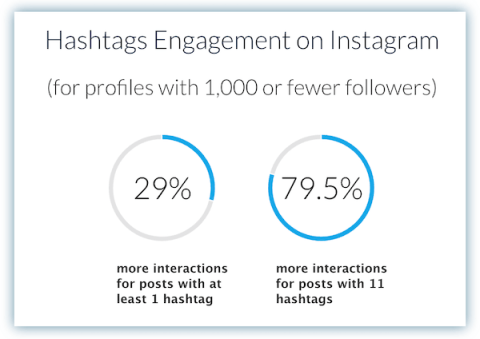 Hashtags Engagement on Instagram
(for profiles with 1,000 or fewer followers)
29%
more interactions
for posts with at
least 1 hashtag
79.5%
more interactions
for posts with 11
hashtags